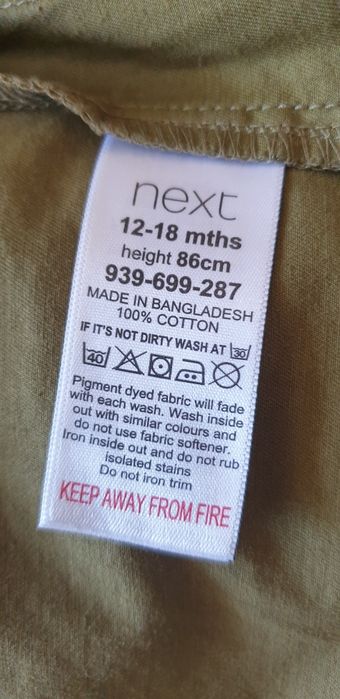 next
12-18 mths
height 86cm
939-699-287
MADE IN BANGLADESH
100% COTTON
IF IT'S NOT DIRTY WASH AT 30
40
Pigment dyed fabric will fade
with each wash. Wash inside
out with similar colours and
do not use fabric softener.
Iron inside out and do not rub
isolated stains
Do not iron trim
KEEP AWAY FROM FIRE